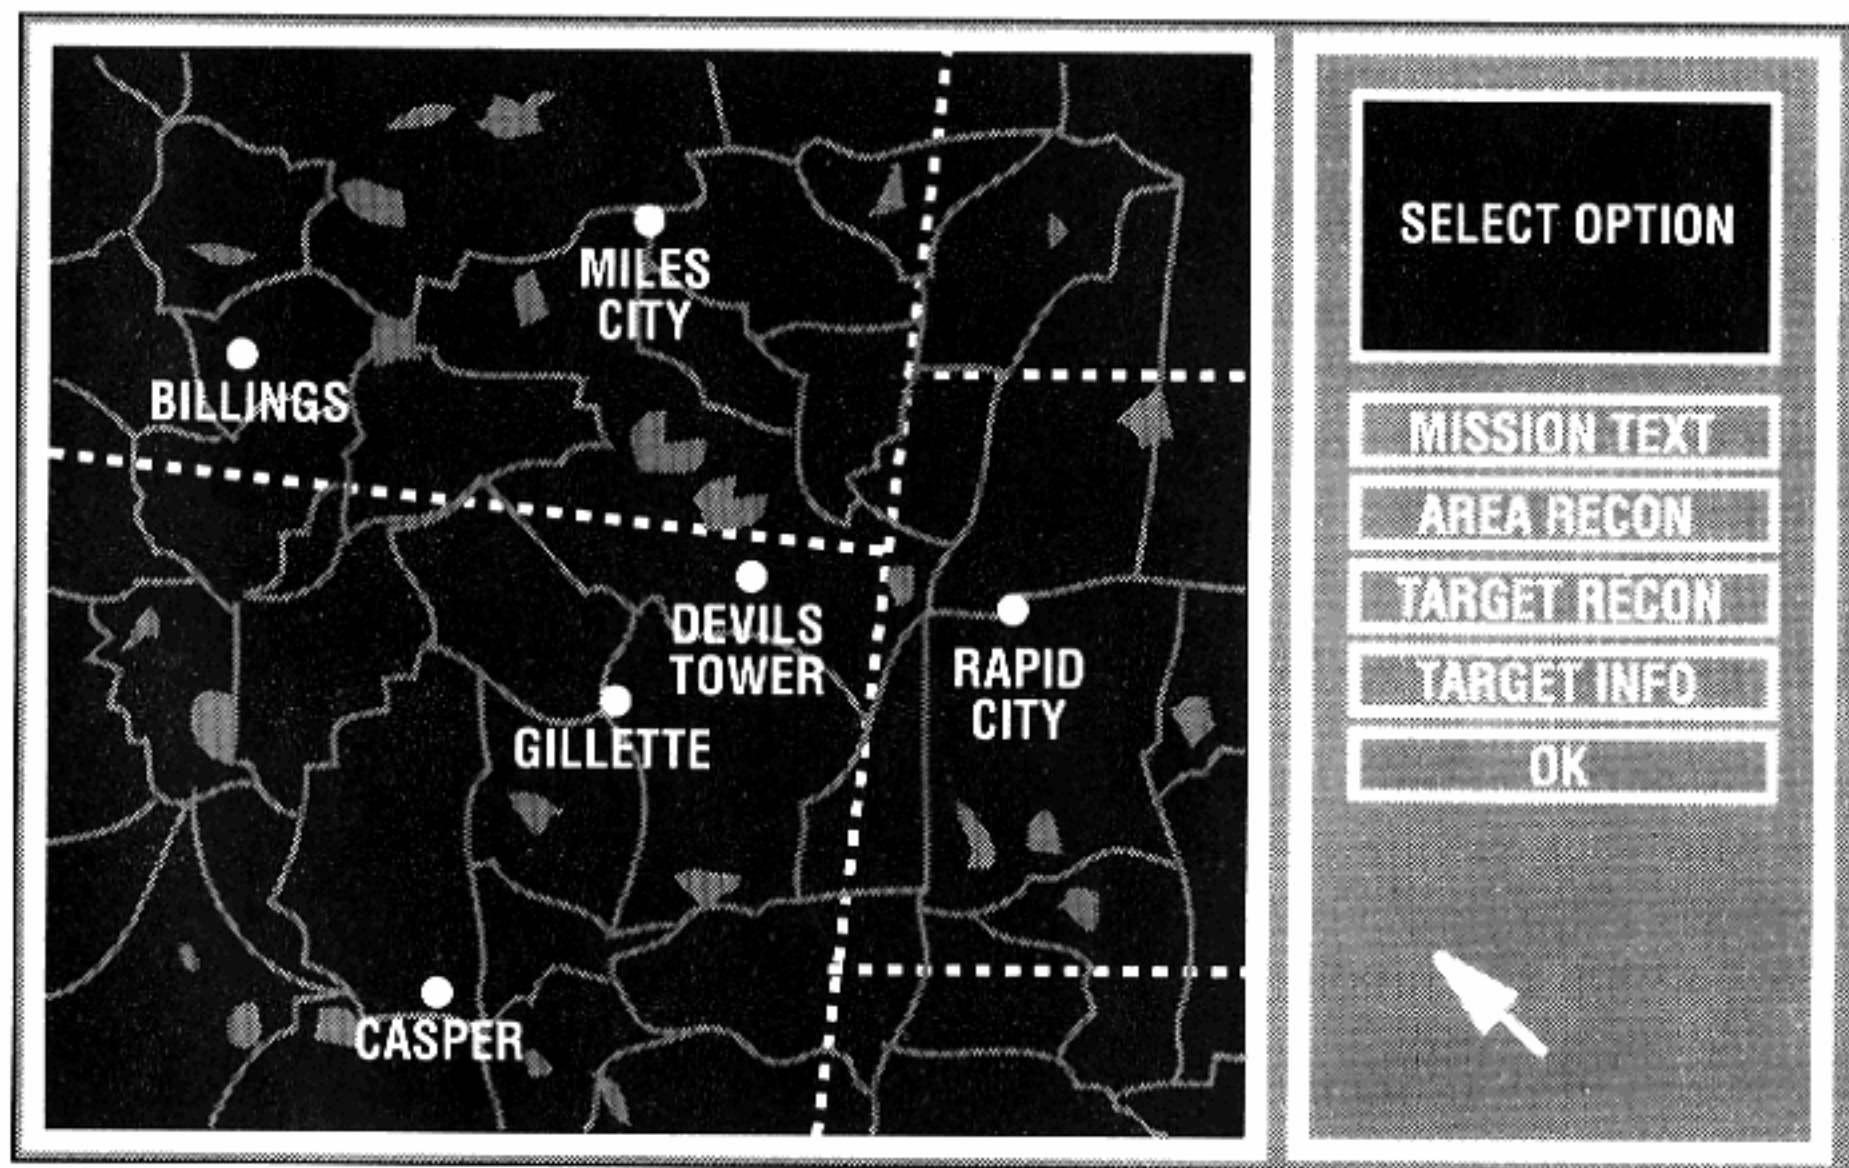 MILES
CITY
BILLINGS
DEVILS
TOWER
RAPID
CITY
GILLETTE
CASPER
SELECT OPTION
MISSION TEXT
AREA RECON
TARGET RECON
TARGET INFO
OK